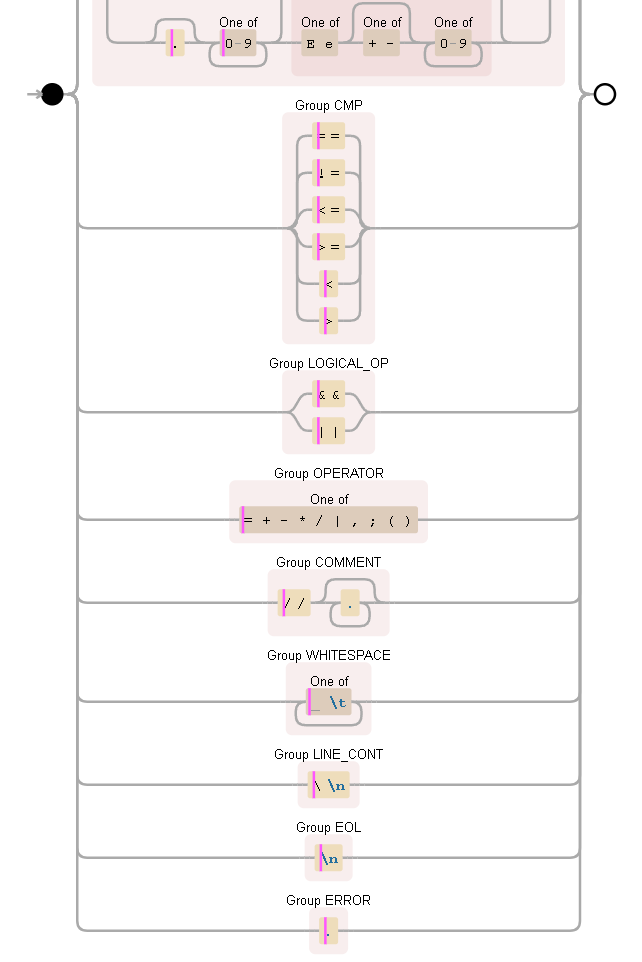 One of One of One of One of
. 0-9 E e + - 0-9
Group CMP
==
!=
<=
>=
<
>
Group LOGICAL_OP
&&
||
Group OPERATOR
One of
= + - * / | , ; ( )
Group COMMENT
// .
Group WHITESPACE
One of
_ \t
Group LINE_CONT
\ \n
Group EOL
\n
Group ERROR
.